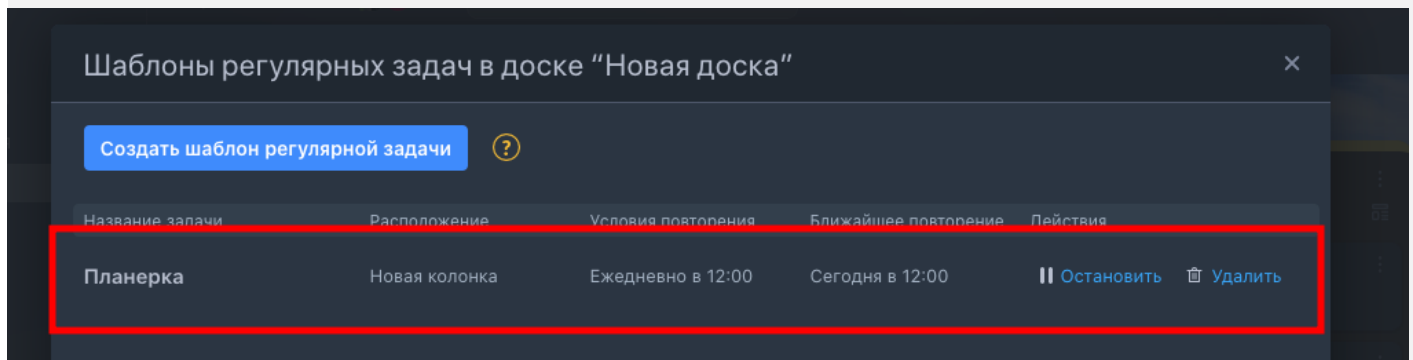 Шаблоны регулярных задач в доске “Новая доска”
Создать шаблон регулярной задачи
Название задачи Расположение Условия повторения Ближайшее повторение Действия
Планерка Новая колонка Ежедневно в 12:00 Сегодня в 12:00 Остановить Удалить